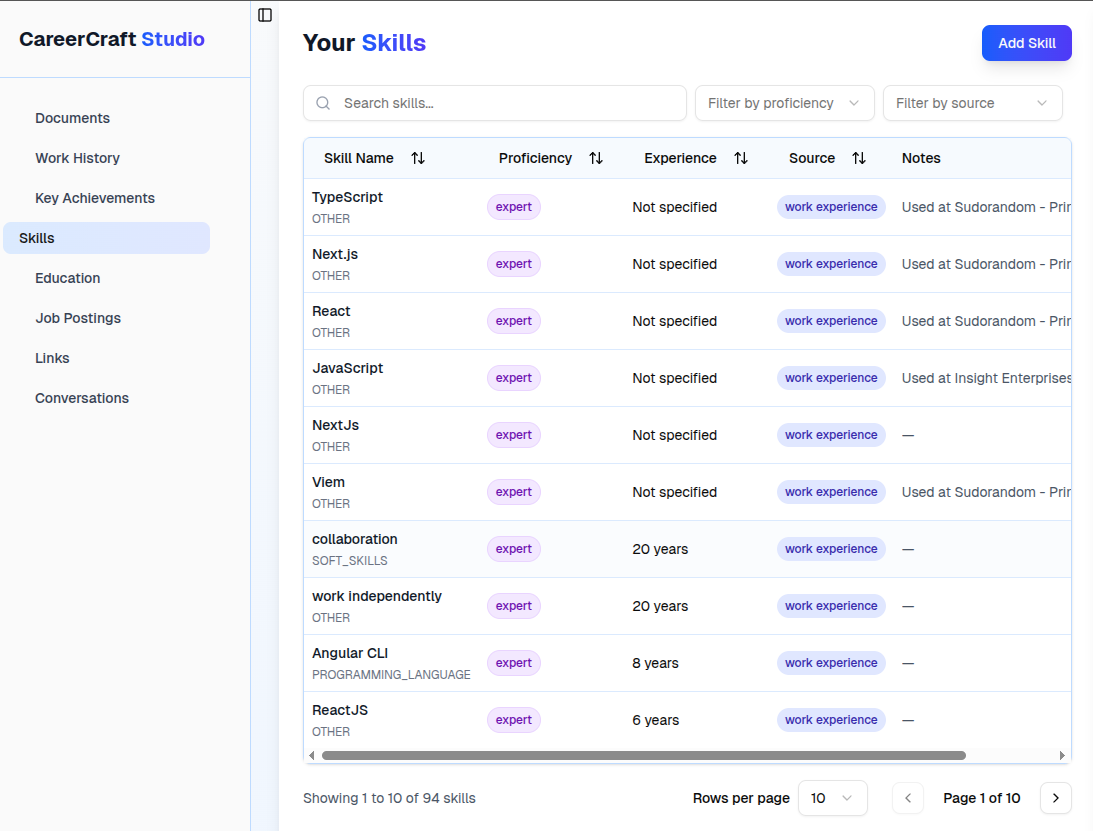 CareerCraft Studio
Documents
Work History
Key Achievements
Skills
Education
Job Postings
Links
Conversations
Your Skills
Add Skill
Search skills...
Filter by proficiency
Filter by source
Skill Name Proficiency Experience Source Notes
TypeScript
OTHER
expert Not specified work experience Used at Sudorandom - Prin
Next.js
OTHER
expert Not specified work experience Used at Sudorandom - Prin
React
OTHER
expert Not specified work experience Used at Sudorandom - Prin
JavaScript
OTHER
expert Not specified work experience Used at Insight Enterprises
NextJs
OTHER
expert Not specified work experience —
Viem
OTHER
expert Not specified work experience Used at Sudorandom - Prin
collaboration
SOFT_SKILLS
expert 20 years work experience —
work independently
OTHER
expert 20 years work experience —
Angular CLI
PROGRAMMING_LANGUAGE
expert 8 years work experience —
ReactJS
OTHER
expert 6 years work experience —
Showing 1 to 10 of 94 skills
Rows per page 10
Page 1 of 10